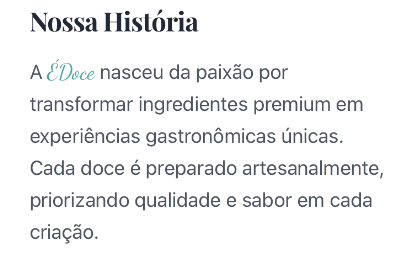 Nossa História
A ÉDoce nasceu da paixão por
transformar ingredientes premium em
experiências gastronômicas únicas.
Cada doce é preparado artesanalmente,
priorizando qualidade e sabor em cada
criação.